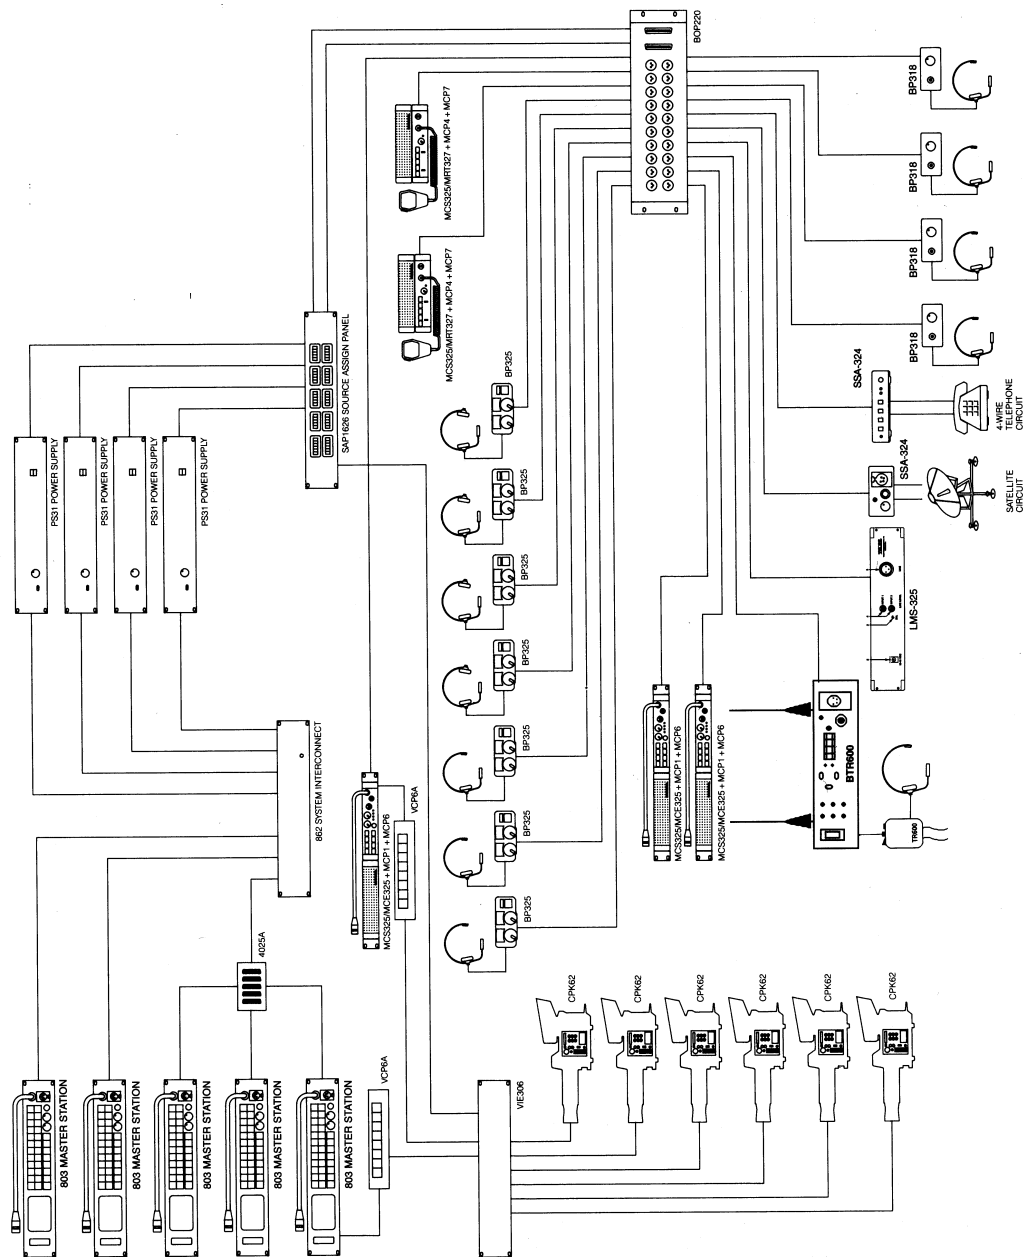 BOP220
BP318
BP318
BP318
BP318
MCS325/MRT327 + MCP4 + MCP7
MCS325/MRT327 + MCP4 + MCP7
SAP1626 SOURCE ASSIGN PANEL
PS31 POWER SUPPLY
PS31 POWER SUPPLY
PS31 POWER SUPPLY
PS31 POWER SUPPLY
BP325
BP325
BP325
BP325
BP325
BP325
BP325
SSA-324
4-WIRE
TELEPHONE
CIRCUIT
SSA-324
SATELLITE
CIRCUIT
LMS-325
MCS325/MCE325 + MCP1 + MCP6
MCS325/MCE325 + MCP1 + MCP6
BTR600
TR600
862 SYSTEM INTERCONNECT
MCS325/MCE325 + MCP1 + MCP6
VCP6A
4025A
803 MASTER STATION
803 MASTER STATION
803 MASTER STATION
803 MASTER STATION
803 MASTER STATION
VCP6A
VIE306
CPK62
CPK62
CPK62
CPK62
CPK62
CPK62